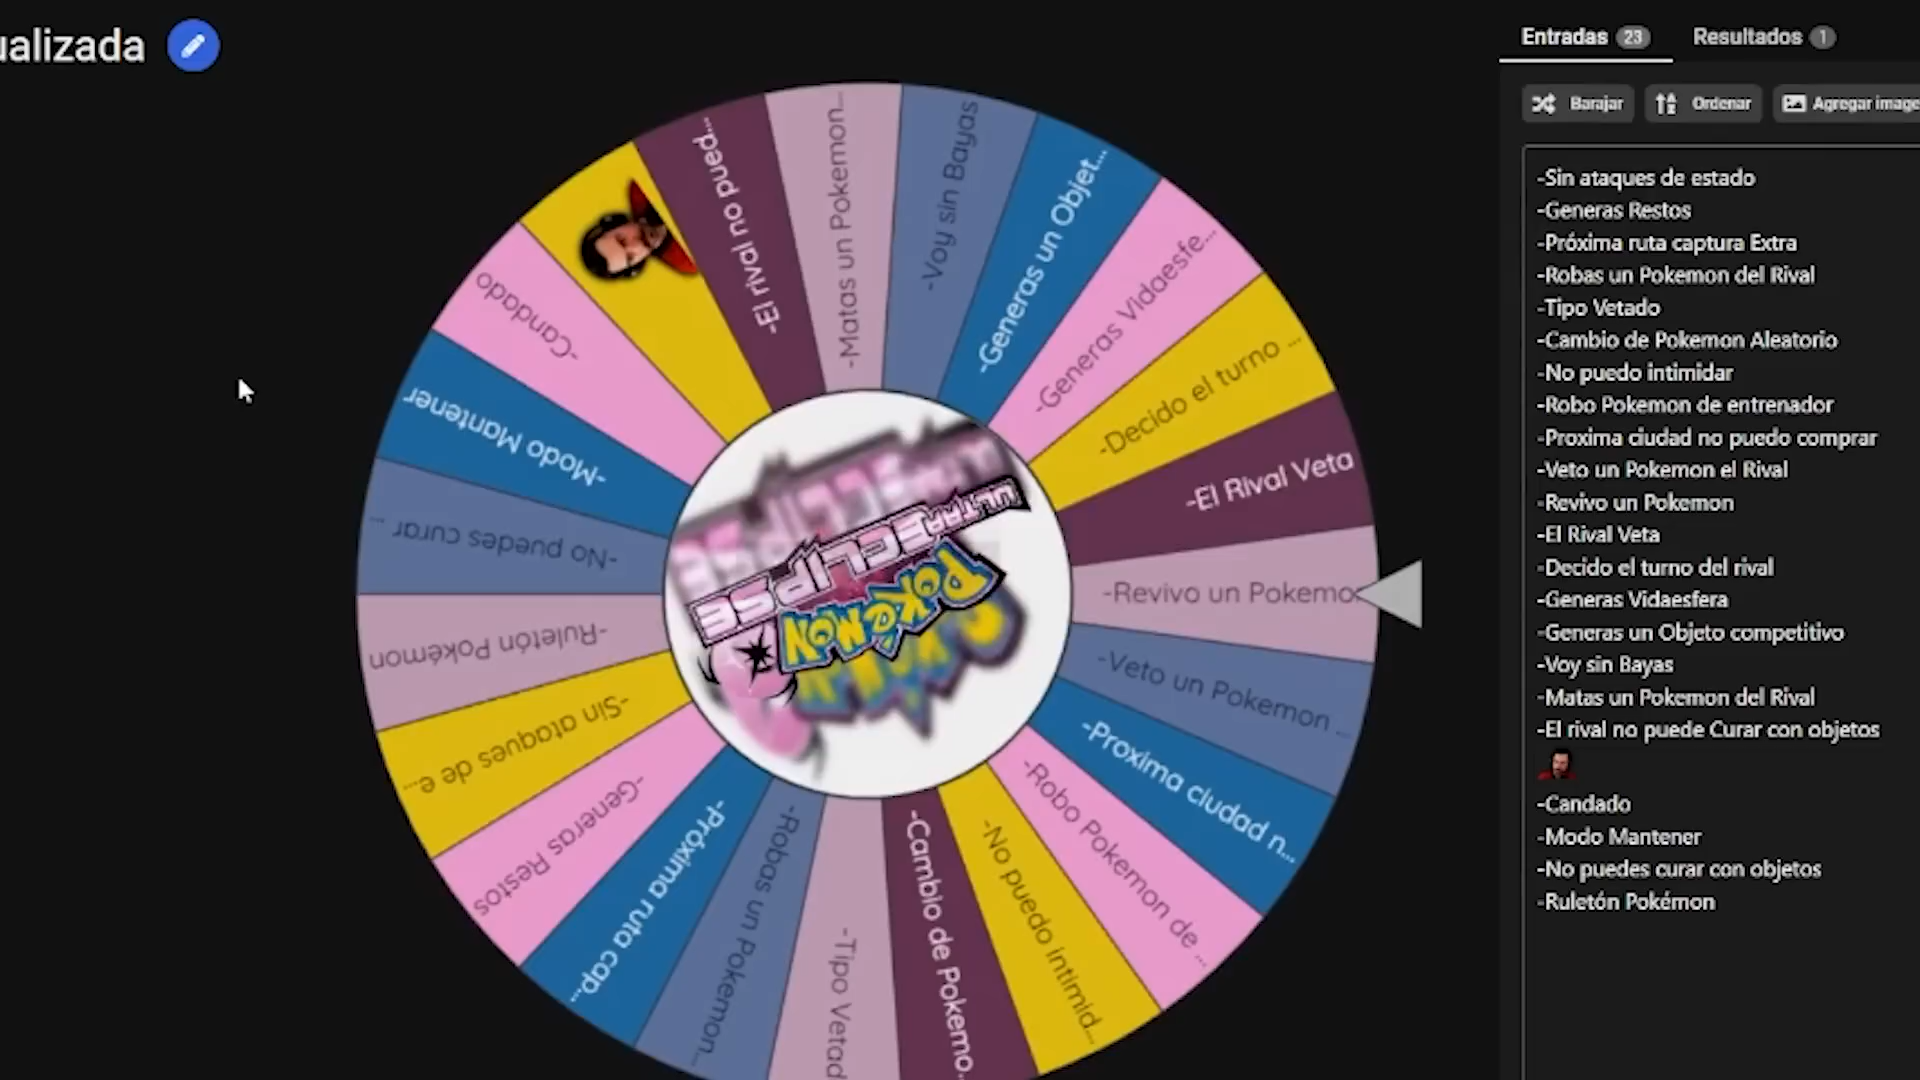 ualizada
Entradas 23
Resultados 1
Barajar
Ordenar
Agregar image
-Sin ataques de estado
-Generas Restos
-Próxima ruta captura Extra
-Robas un Pokemon del Rival
-Tipo Vetado
-Cambio de Pokemon Aleatorio
-No puedo intimidar
-Robo Pokemon de entrenador
-Proxima ciudad no puedo comprar
-Veto un Pokemon el Rival
-Revivo un Pokemon
-El Rival Veta
-Decido el turno del rival
-Generas Vidaesfera
-Generas un Objeto competitivo
-Voy sin Bayas
-Matas un Pokemon del Rival
-El rival no puede Curar con objetos
-Candado
-Modo Mantener
-No puedes curar con objetos
-Ruletón Pokémon
-El rival no pued...
-Matas un Pokemon...
-Voy sin Bayas
-Generas un Objet...
-Generas Vidaesfe...
-Decido el turno ...
-El Rival Veta
-Revivo un Pokemo
-Veto un Pokemon ...
-Proxima ciudad n...
-Robo Pokemon de ...
-No puedo intimid...
-Cambio de Pokemo..
-Tipo Vetad
-Robas un Pokemon...
-Próxima ruta cap...
-Generas Restos
-Sin ataques de e...
-Ruletón Pokémon
-No puedes curar ...
-Modo Mantener
-Candado
POKÉMON
ULTRAECLIPSE